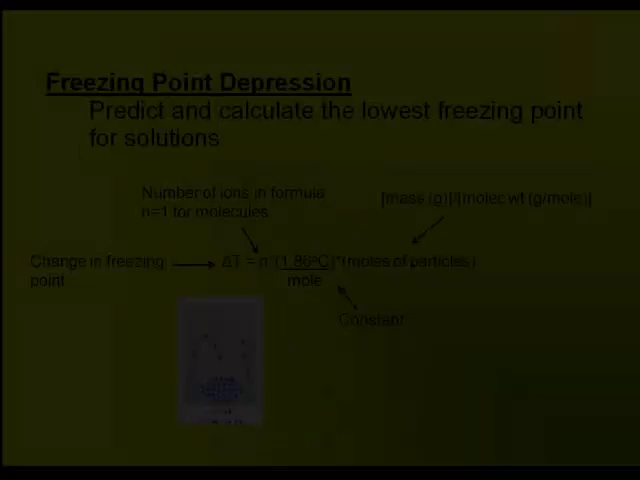 Freezing Point Depression
Predict and calculate the lowest freezing point
for solutions
Number of ions in formula
n=1 for molecules
[mass (g)]/[molec wt (g/mole)]
Change in freezing
point
ΔT = n*(1.86ºC)*(moles of particles)
mole
Constant